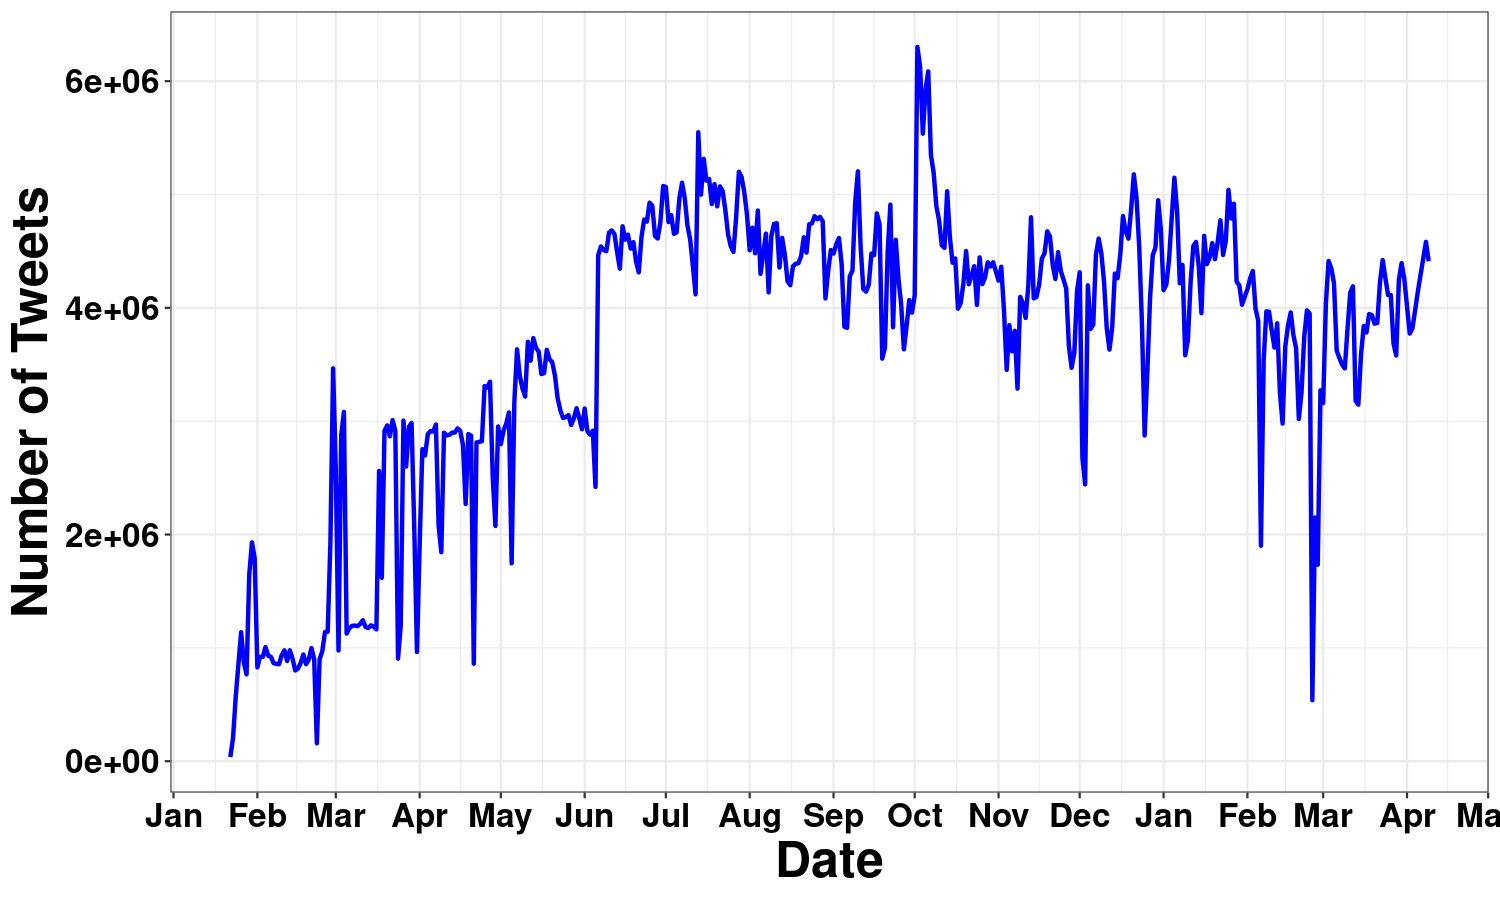 Number of Tweets
6e+06
4e+06
2e+06
0e+00
Jan Feb Mar Apr May Jun Jul Aug Sep Oct Nov Dec Jan Feb Mar Apr Ma
Date